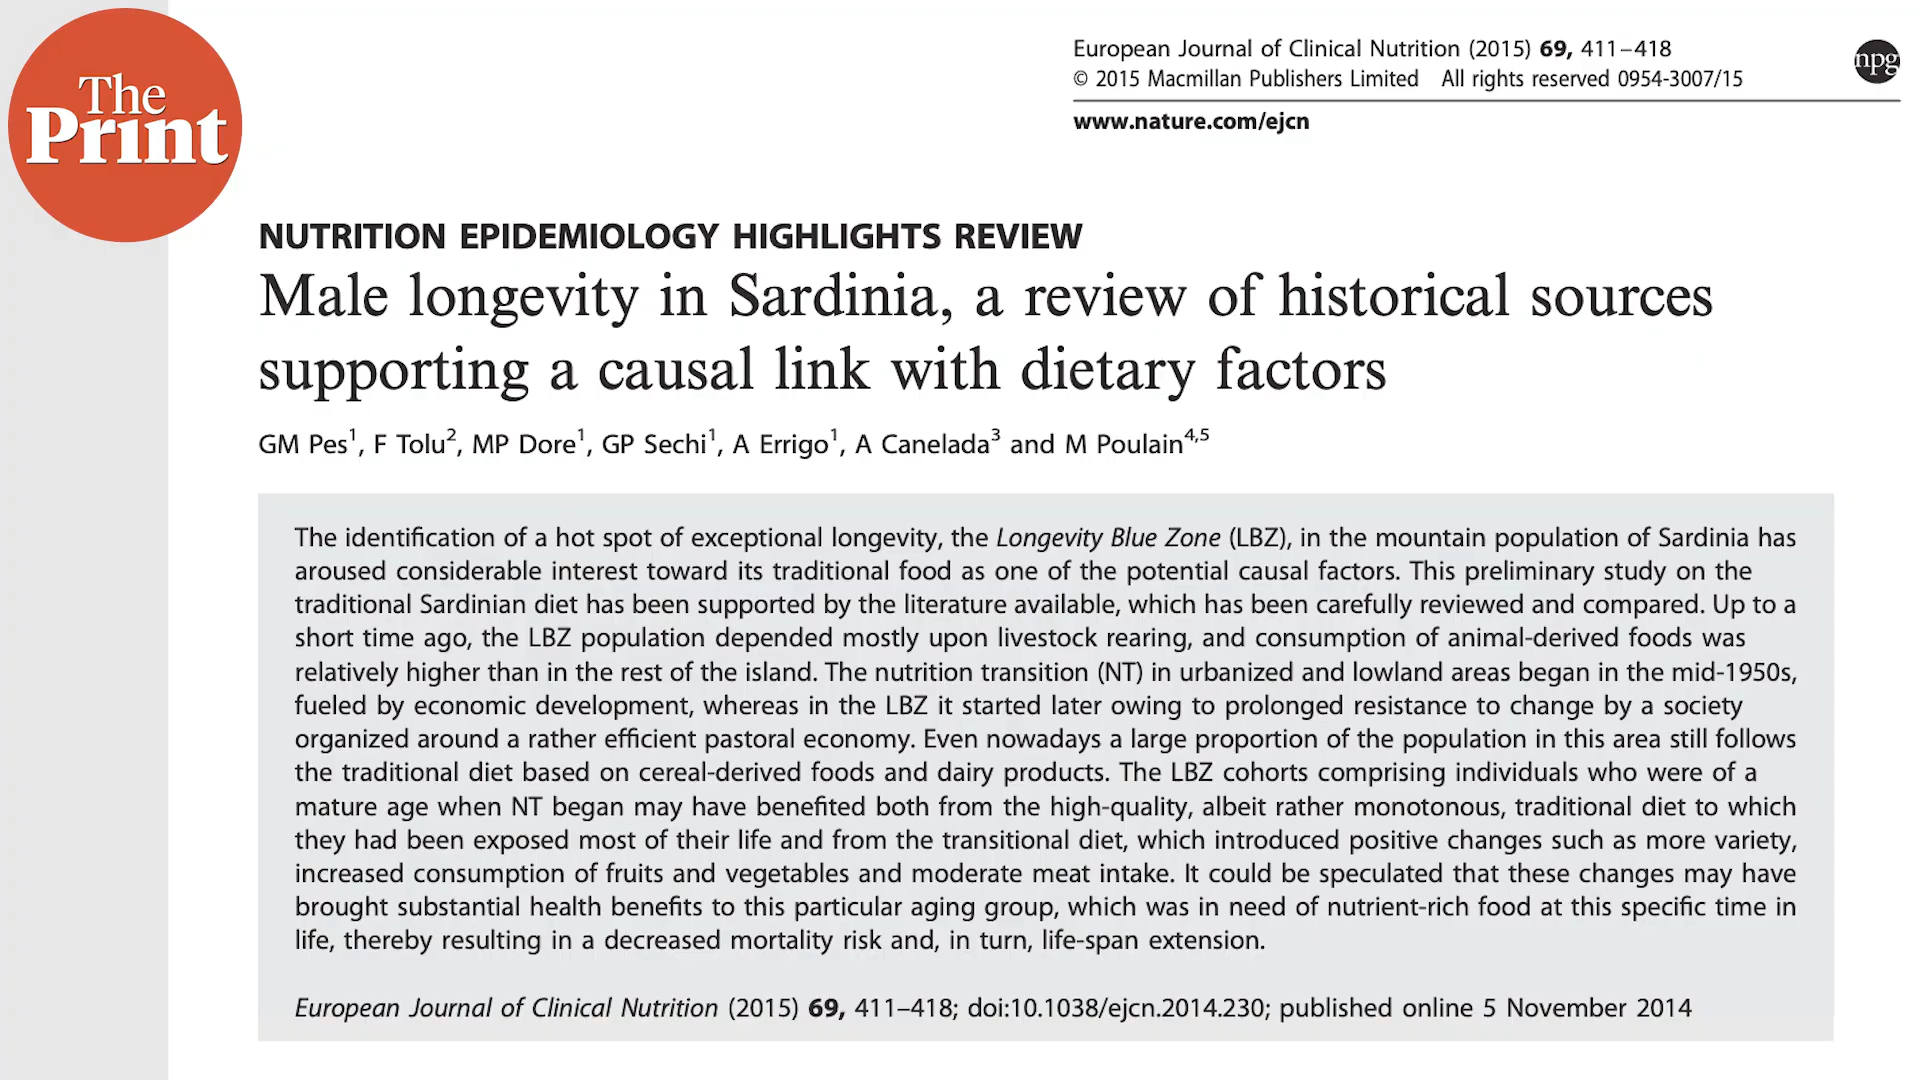 The
Print
European Journal of Clinical Nutrition (2015) 69, 411–418
© 2015 Macmillan Publishers Limited All rights reserved 0954-3007/15
npg
www.nature.com/ejcn
NUTRITION EPIDEMIOLOGY HIGHLIGHTS REVIEW
Male longevity in Sardinia, a review of historical sources
supporting a causal link with dietary factors
GM Pes1, F Tolu2, MP Dore1, GP Sechi1, A Errigo1, A Canelada3 and M Poulain4,5
The identification of a hot spot of exceptional longevity, the Longevity Blue Zone (LBZ), in the mountain population of Sardinia has
aroused considerable interest toward its traditional food as one of the potential causal factors. This preliminary study on the
traditional Sardinian diet has been supported by the literature available, which has been carefully reviewed and compared. Up to a
short time ago, the LBZ population depended mostly upon livestock rearing, and consumption of animal-derived foods was
relatively higher than in the rest of the island. The nutrition transition (NT) in urbanized and lowland areas began in the mid-1950s,
fueled by economic development, whereas in the LBZ it started later owing to prolonged resistance to change by a society
organized around a rather efficient pastoral economy. Even nowadays a large proportion of the population in this area still follows
the traditional diet based on cereal-derived foods and dairy products. The LBZ cohorts comprising individuals who were of a
mature age when NT began may have benefited both from the high-quality, albeit rather monotonous, traditional diet to which
they had been exposed most of their life and from the transitional diet, which introduced positive changes such as more variety,
increased consumption of fruits and vegetables and moderate meat intake. It could be speculated that these changes may have
brought substantial health benefits to this particular aging group, which was in need of nutrient-rich food at this specific time in
life, thereby resulting in a decreased mortality risk and, in turn, life-span extension.
European Journal of Clinical Nutrition (2015) 69, 411–418; doi:10.1038/ejcn.2014.230; published online 5 November 2014